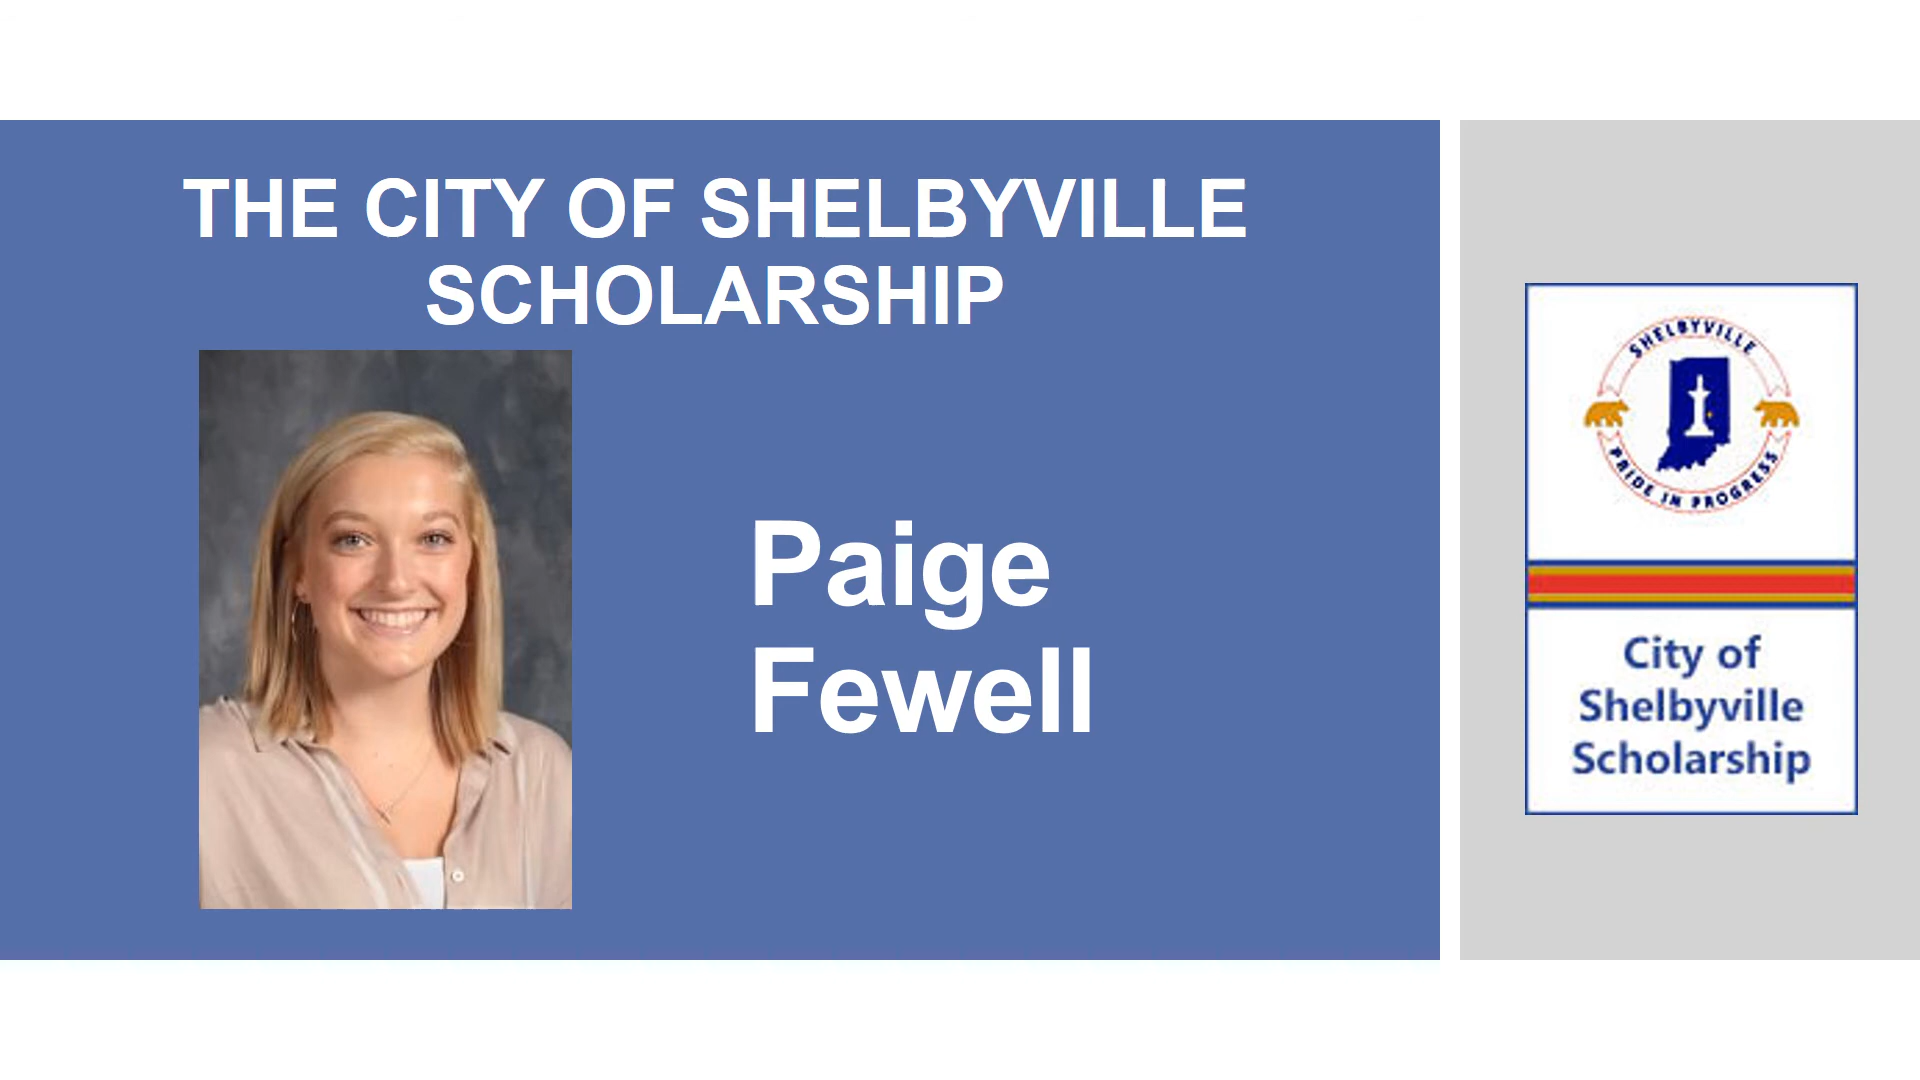 THE CITY OF SHELBYVILLE
SCHOLARSHIP
Paige
Fewell
SHELBYVILLE
PRIDE IN PROGRESS
City of
Shelbyville
Scholarship